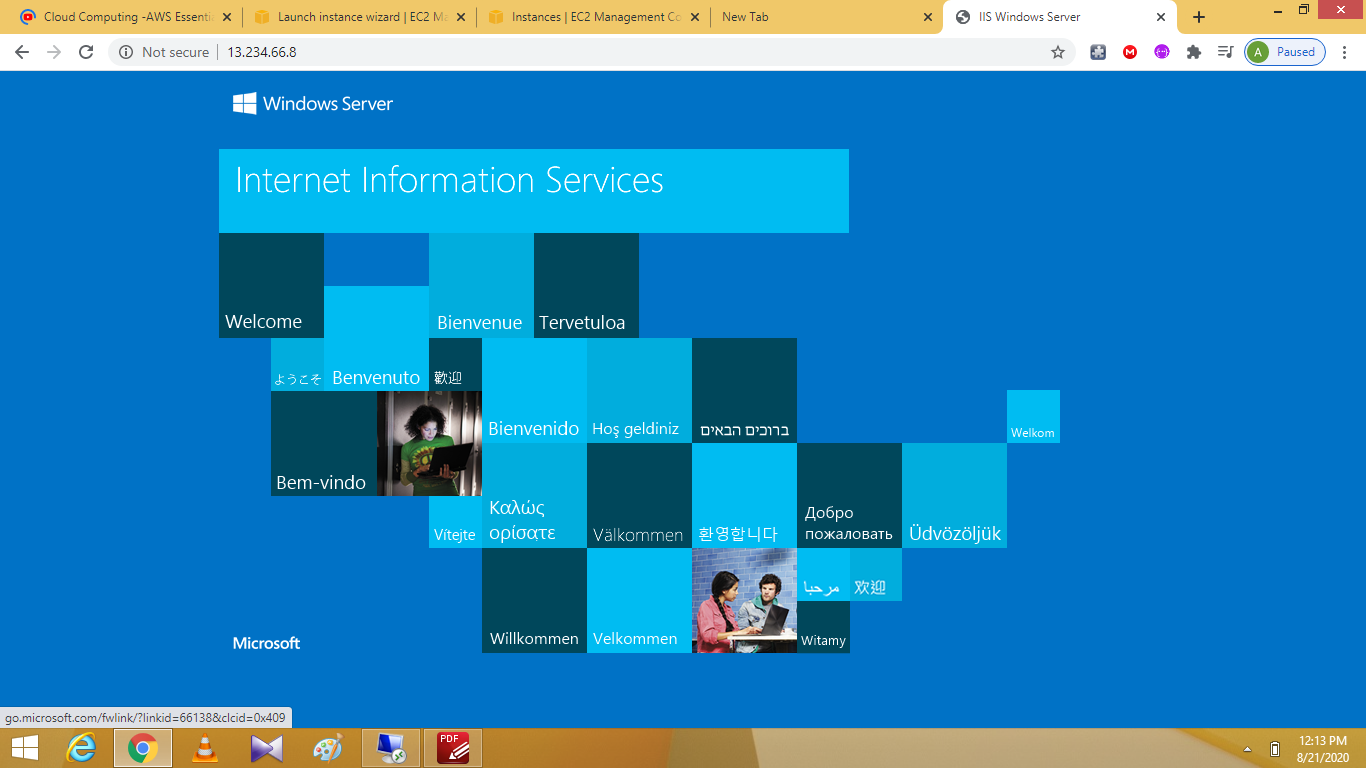 Cloud Computing -AWS Essenti
Launch instance wizard | EC2 Ma
Instances | EC2 Management Co
New Tab
IIS Windows Server
Not secure
13.234.66.8
A
Paused
Windows Server
Internet Information Services
Welcome
Bienvenue
Tervetuloa
ようこそ
Benvenuto
歡迎
Bienvenido
Hoş geldiniz
ברוכים הבאים
Welkom
Bem-vindo
Vítejte
Καλώς
ορίσατε
Välkommen
환영합니다
Добро
пожаловать
Üdvözöljük
Willkommen
Velkommen
مرحبا
欢迎
Witamy
Microsoft
go.microsoft.com/fwlink/?linkid=66138&clcid=0x409
PDF
12:13 PM
8/21/2020